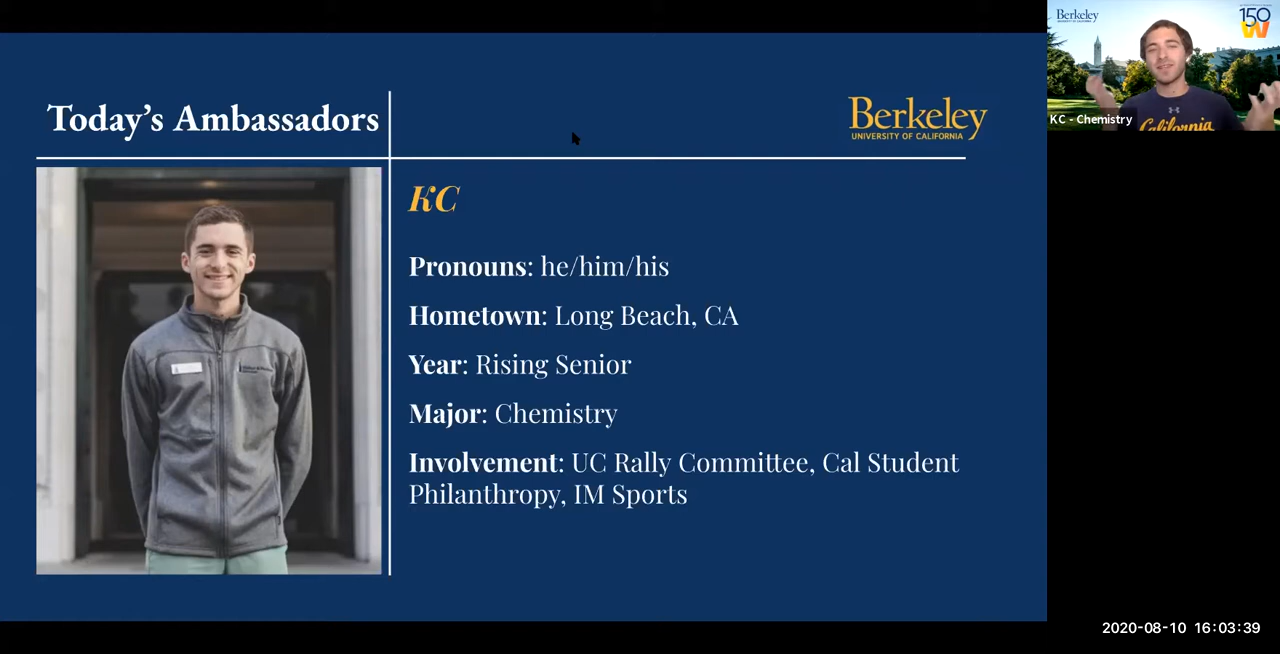 Today's Ambassadors
Berkeley
UNIVERSITY OF CALIFORNIA
KC
Pronouns: he/him/his
Hometown: Long Beach, CA
Year: Rising Senior
Major: Chemistry
Involvement: UC Rally Committee, Cal Student
Philanthropy, IM Sports
Berkeley
150
W
California
KC - Chemistry
2020-08-10 16:03:39